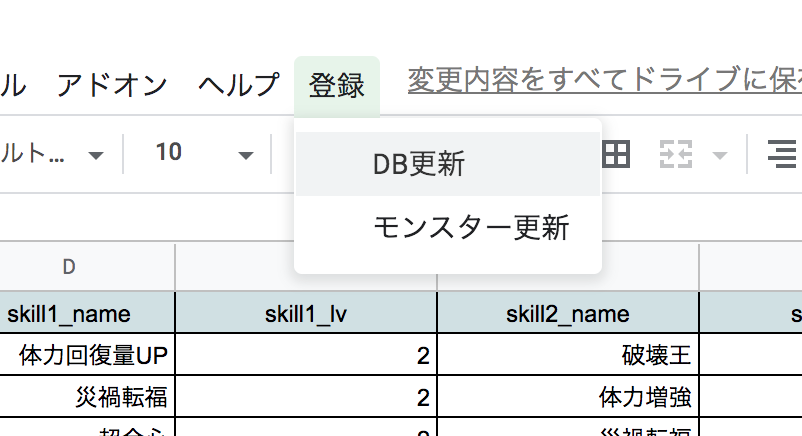 ル アドオン ヘルプ 登録 変更内容をすべてドライブに保存
ルト... 10
DB更新
モンスター更新
D
skill1_name skill1_lv skill2_name s
体力回復量UP 2 破壊王
災禍転福 2 体力増強